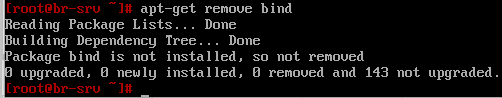 [root@br-srv ~]# apt-get remove bind
Reading Package Lists... Done
Building Dependency Tree... Done
Package bind is not installed, so not removed
0 upgraded, 0 newly installed, 0 removed and 143 not upgraded.
[root@br-srv ~]# _